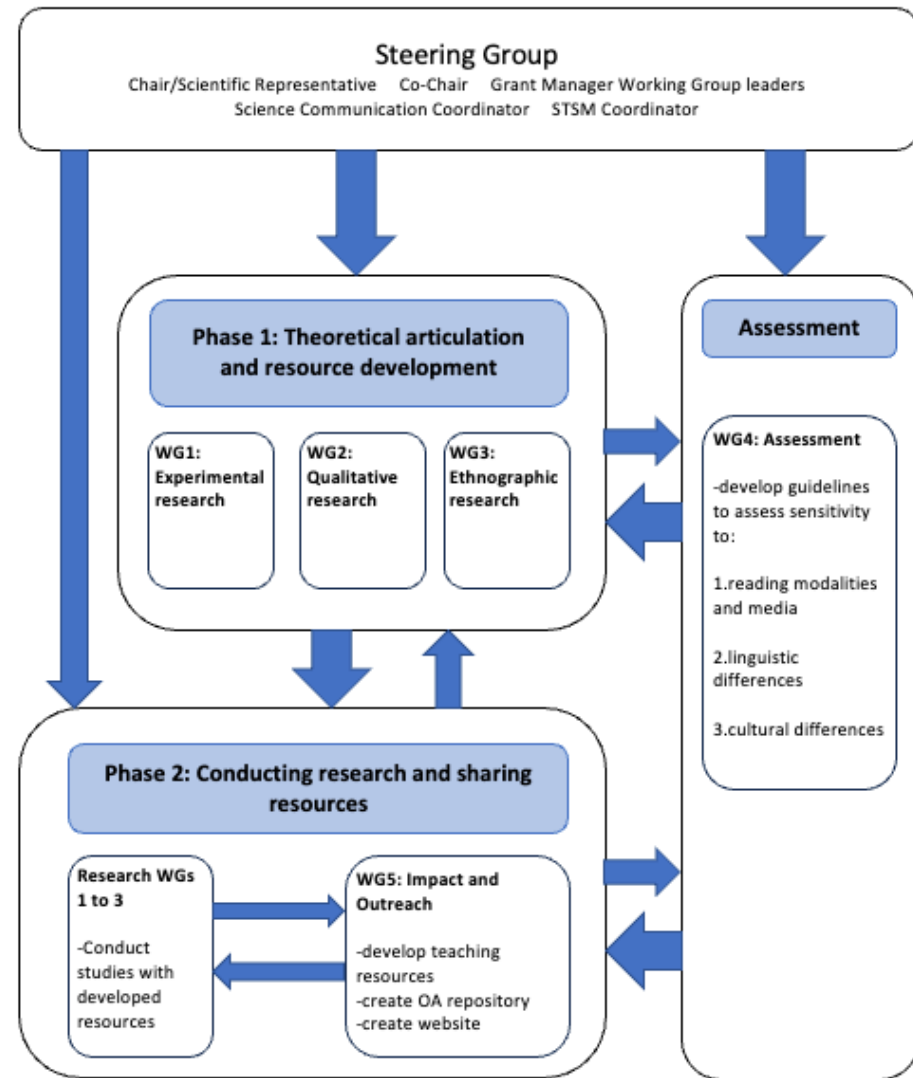 Steering Group
Chair/Scientific Representative Co-Chair Grant Manager Working Group leaders
Science Communication Coordinator STSM Coordinator
Phase 1: Theoretical articulation
and resource development
WG1:
Experimental
research
WG2:
Qualitative
research
WG3:
Ethnographic
research
Assessment
WG4: Assessment
-develop guidelines
to assess sensitivity
to:
1.reading modalities
and media
2.linguistic
differences
3.cultural differences
Phase 2: Conducting research and sharing
resources
Research WGs
1 to 3
-Conduct
studies with
developed
resources
WG5: Impact and
Outreach
-develop teaching
resources
-create OA repository
-create website